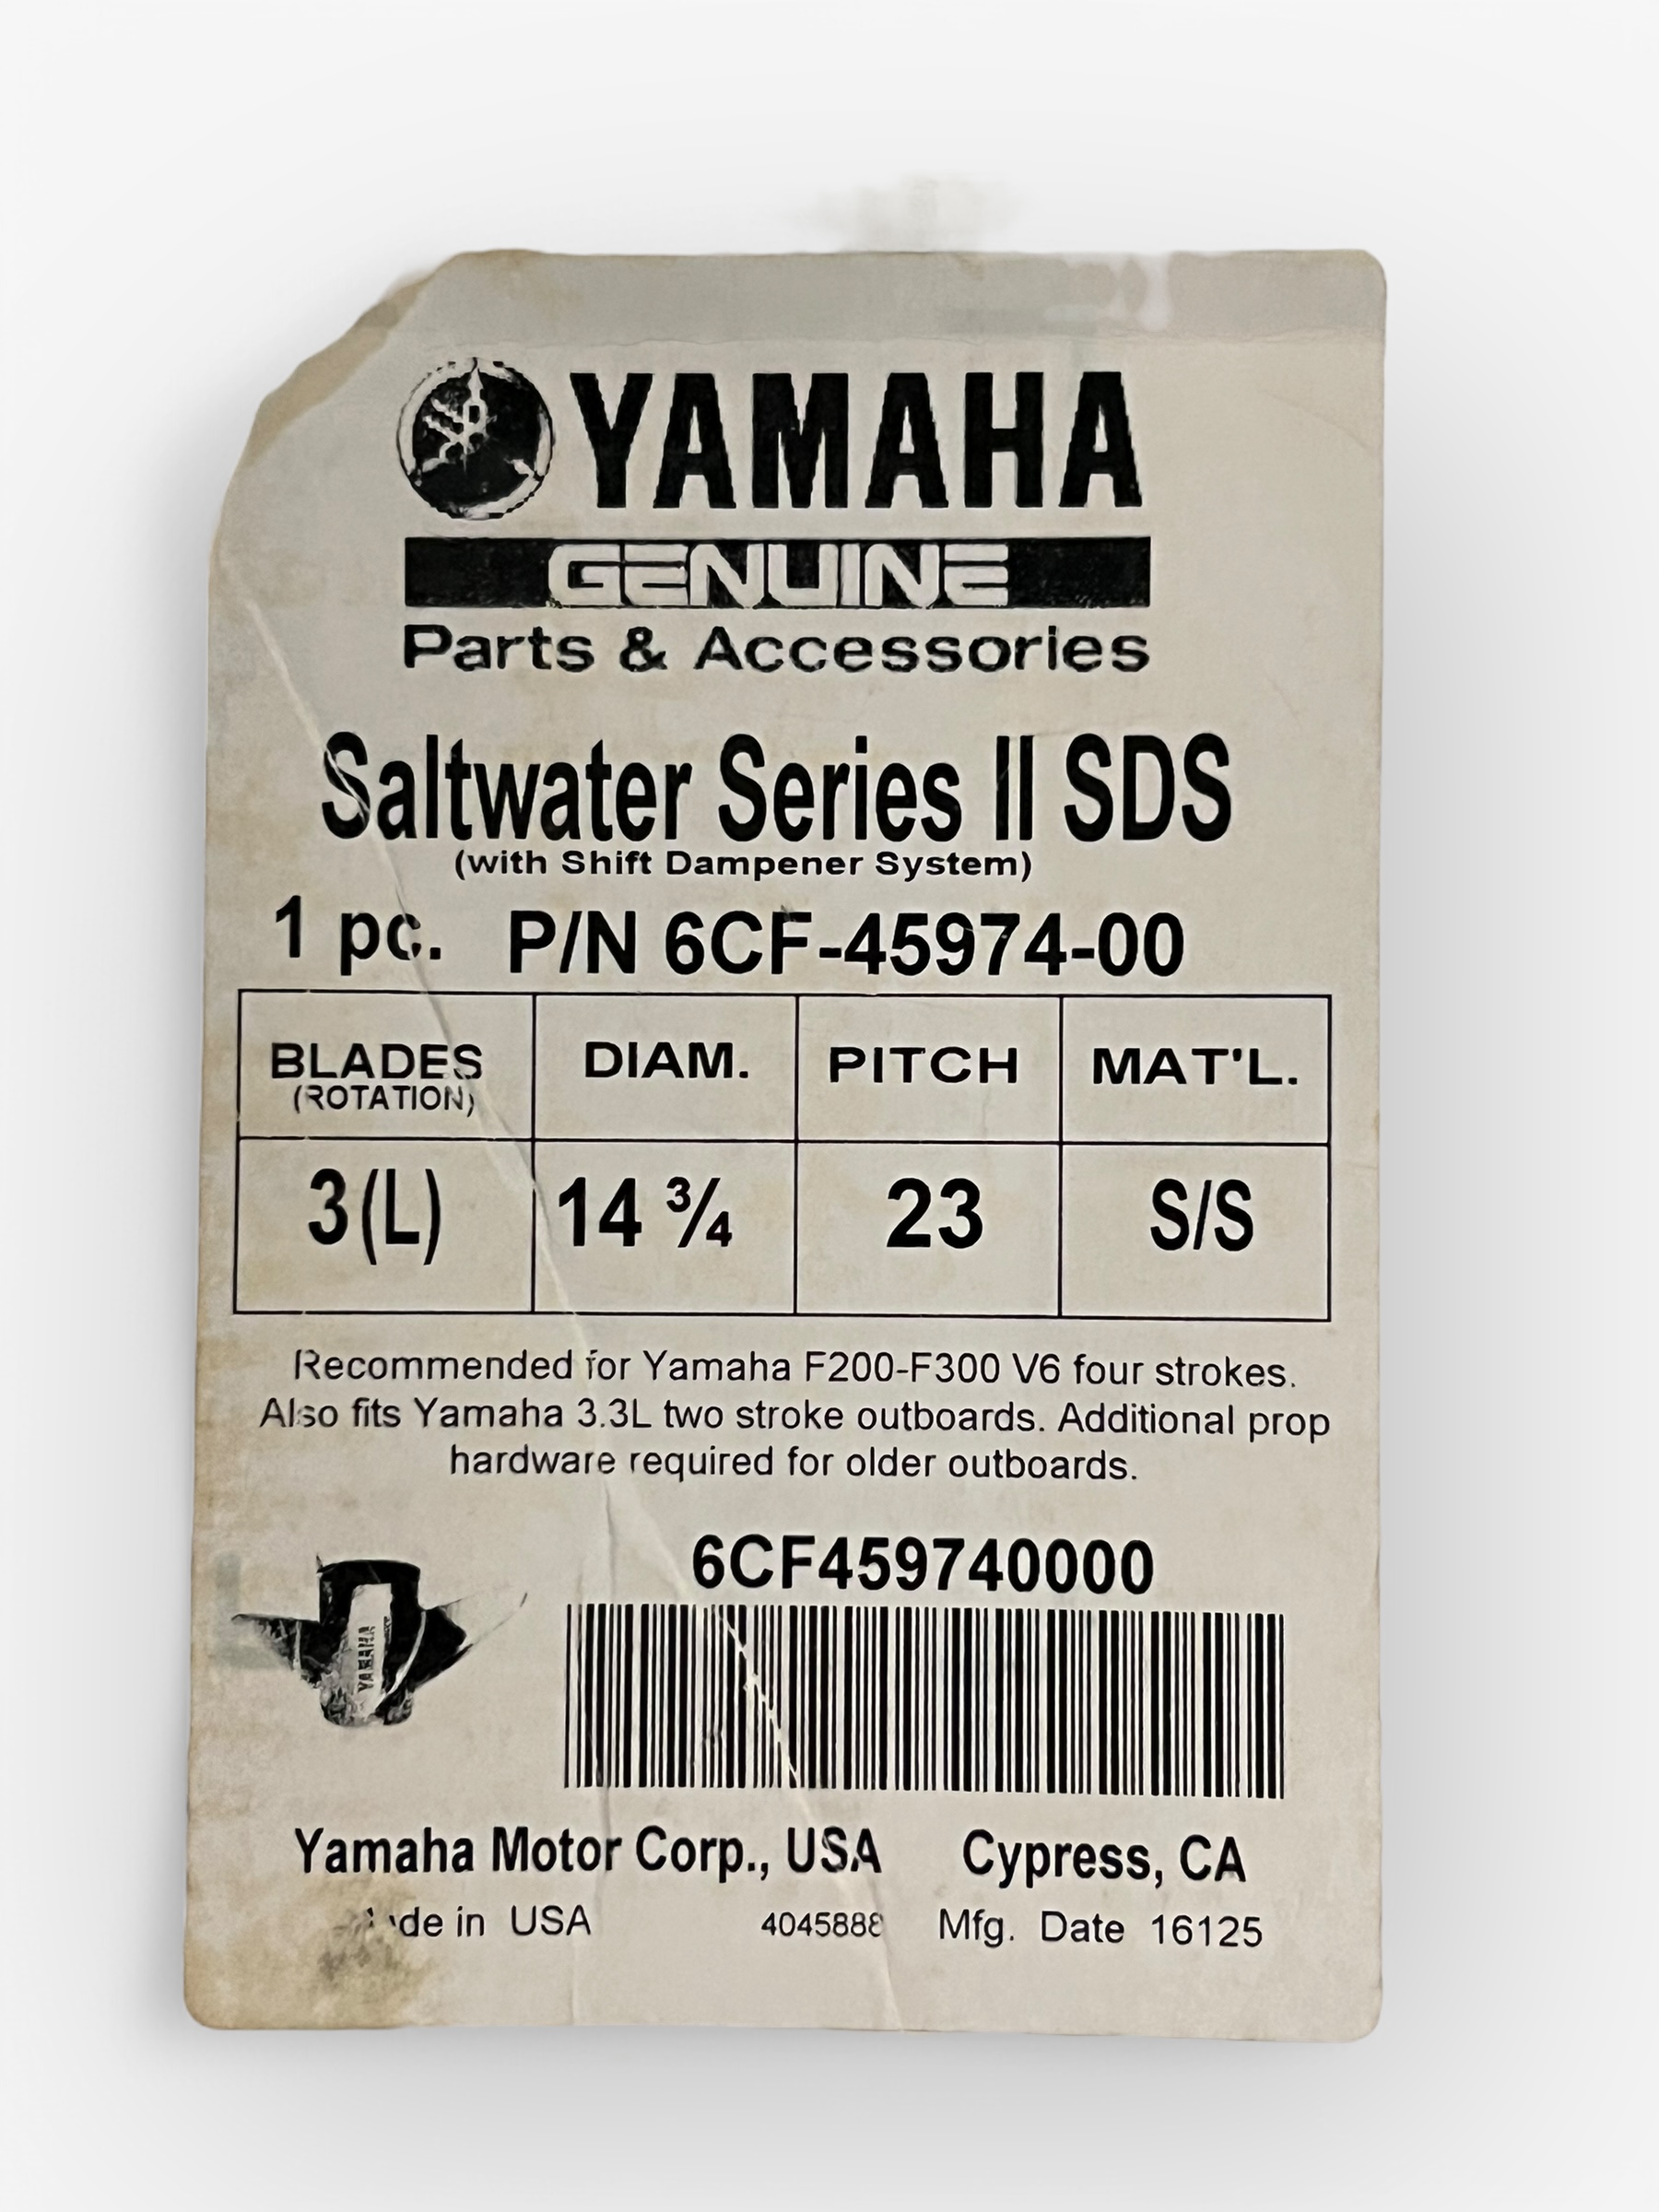 YAMAHA
GENUINE
Parts & Accessories
Saltwater Series II SDS
(with Shift Dampener System)
1 pc. P/N 6CF-45974-00
BLADES DIAM. PITCH MAT'L.
(ROTATION)
3(L) 14 ¾ 23 S/S
Recommended for Yamaha F200-F300 V6 four strokes.
Also fits Yamaha 3.3L two stroke outboards. Additional prop
hardware required for older outboards.
6CF459740000
YAMAHA
Yamaha Motor Corp., USA Cypress, CA
in USA 4045888 Mfg. Date 16125